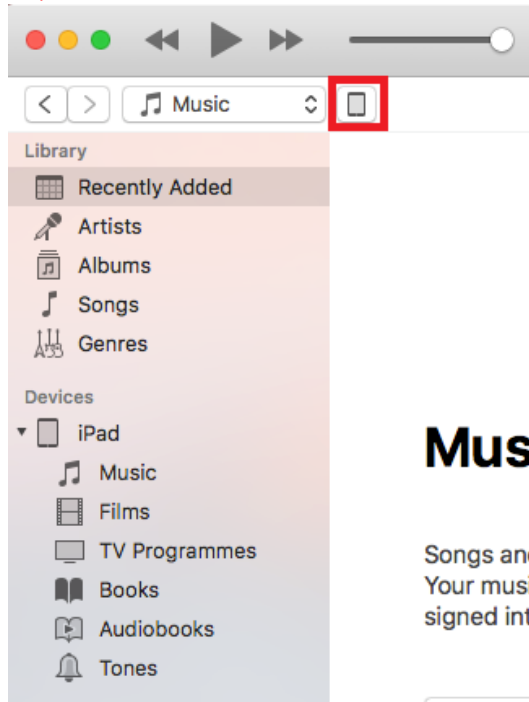 Music
Library
Recently Added
Artists
Albums
Songs
Genres
Devices
iPad
Music
Films
TV Programmes
Books
Audiobooks
Tones
Mus
Songs an
Your musi
signed int